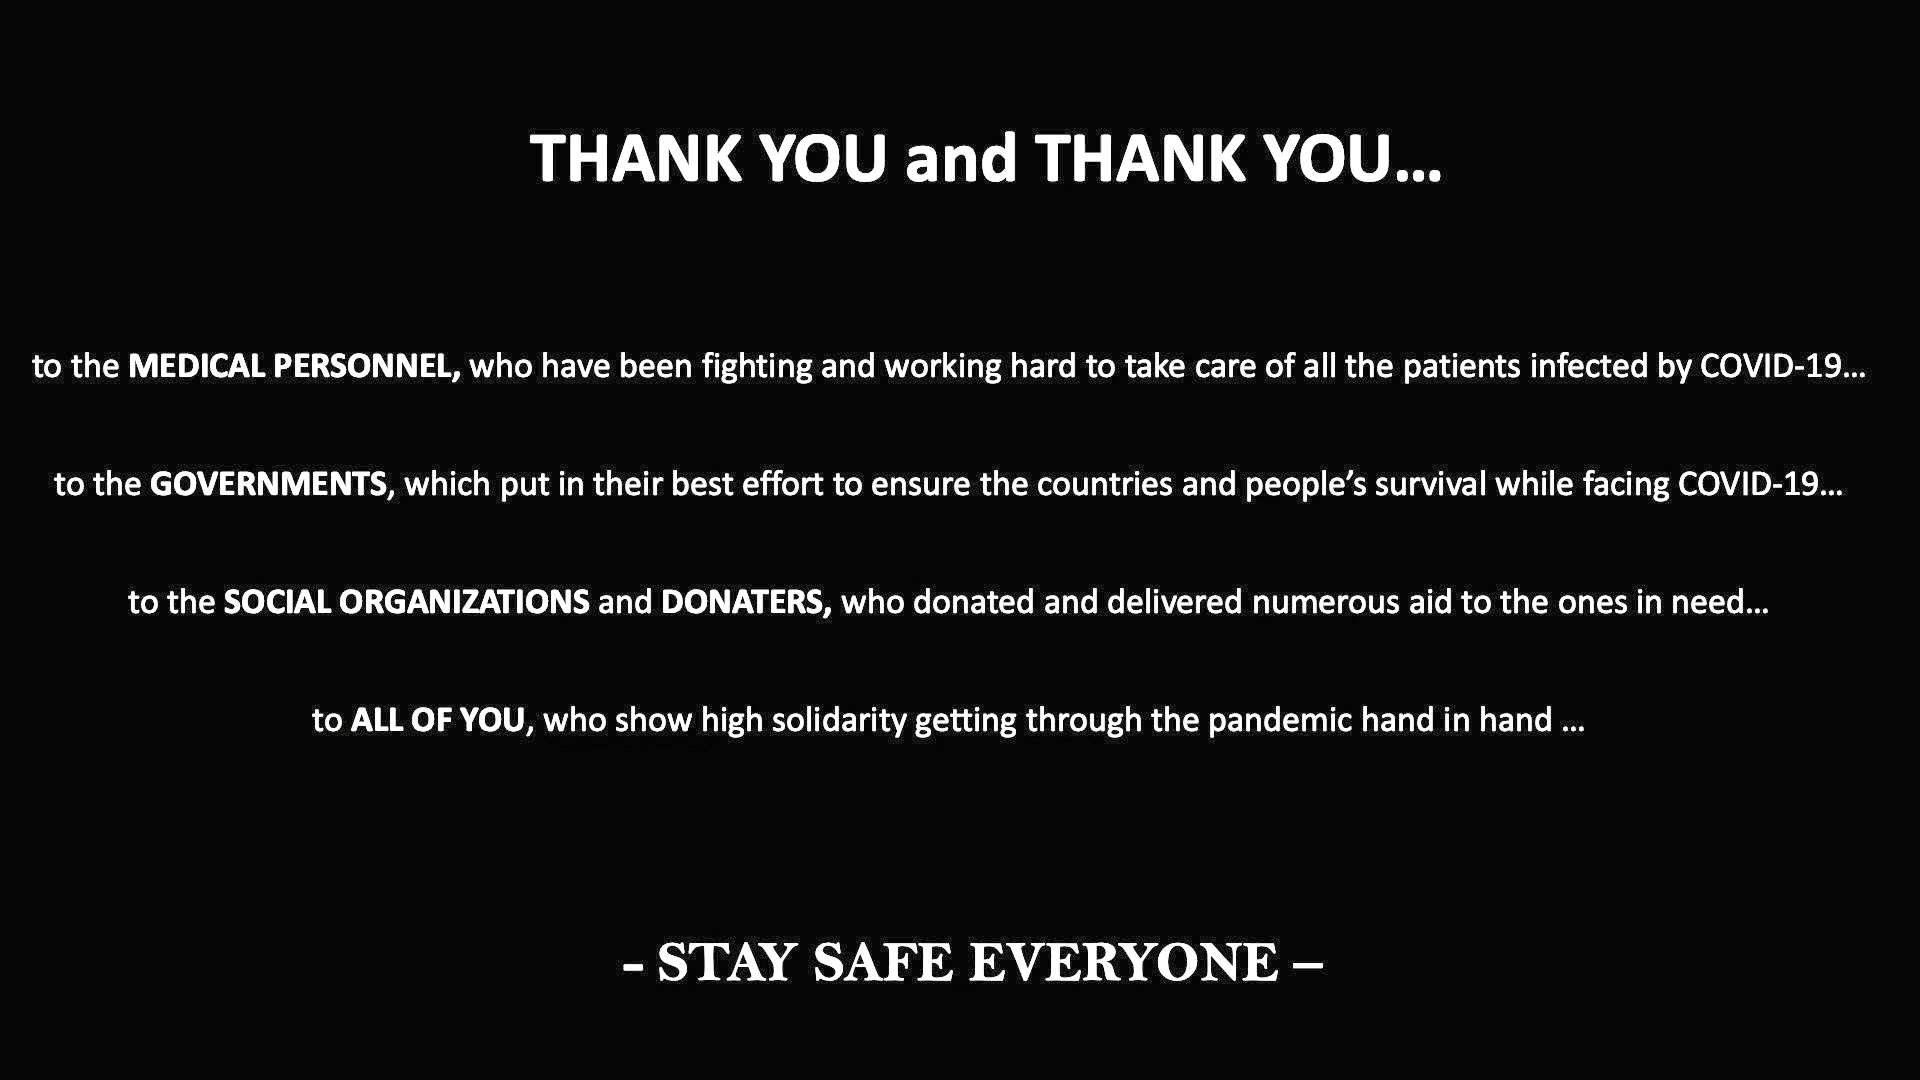 THANK YOU and THANK YOU...
to the MEDICAL PERSONNEL, who have been fighting and working hard to take care of all the patients infected by COVID-19...
to the GOVERNMENTS, which put in their best effort to ensure the countries and people’s survival while facing COVID-19...
to the SOCIAL ORGANIZATIONS and DONATERS, who donated and delivered numerous aid to the ones in need...
to ALL OF YOU, who show high solidarity getting through the pandemic hand in hand ...
- STAY SAFE EVERYONE –